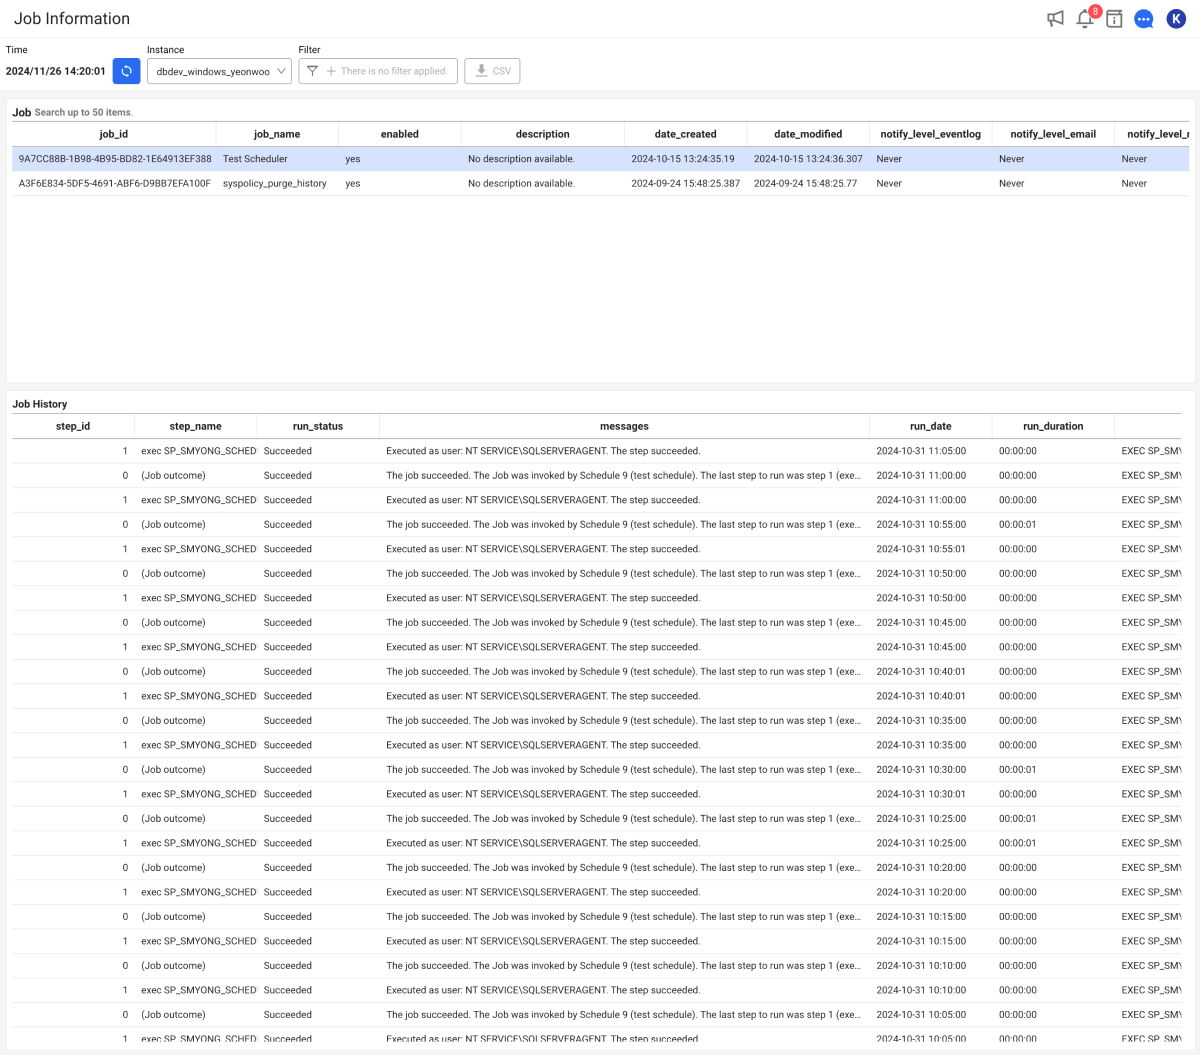 Job Information
8
K
Time
Instance
Filter
2024/11/26 14:20:01
dbdev_windows_yeonwoo
There is no filter applied.
CSV
Job Search up to 50 items.
job_id job_name enabled description date_created date_modified notify_level_eventlog notify_level_email notify_level_
9A7CC88B-1B98-4B95-BD82-1E64913EF388 Test Scheduler yes No description available. 2024-10-15 13:24:35.19 2024-10-15 13:24:36.307 Never Never Never
A3F6E834-5DF5-4691-ABF6-D9BB7EFA100F syspolicy_purge_history yes No description available. 2024-09-24 15:48:25.387 2024-09-24 15:48:25.77 Never Never Never
Job History
step_id step_name run_status messages run_date run_duration
1 exec SP_SMYONG_SCHED Succeeded Executed as user: NT SERVICE\SQLSERVERAGENT. The step succeeded. 2024-10-31 11:05:00 00:00:00 EXEC SP_SMY
0 (Job outcome) Succeeded The job succeeded. The Job was invoked by Schedule 9 (test schedule). The last step to run was step 1 (exe... 2024-10-31 11:00:00 00:00:00 EXEC SP_SMY
1 exec SP_SMYONG_SCHED Succeeded Executed as user: NT SERVICE\SQLSERVERAGENT. The step succeeded. 2024-10-31 11:00:00 00:00:00 EXEC SP_SMY
0 (Job outcome) Succeeded The job succeeded. The Job was invoked by Schedule 9 (test schedule). The last step to run was step 1 (exe... 2024-10-31 10:55:00 00:00:01 EXEC SP_SMY
1 exec SP_SMYONG_SCHED Succeeded Executed as user: NT SERVICE\SQLSERVERAGENT. The step succeeded. 2024-10-31 10:55:01 00:00:00 EXEC SP_SMY
0 (Job outcome) Succeeded The job succeeded. The Job was invoked by Schedule 9 (test schedule). The last step to run was step 1 (exe... 2024-10-31 10:50:00 00:00:00 EXEC SP_SMY
1 exec SP_SMYONG_SCHED Succeeded Executed as user: NT SERVICE\SQLSERVERAGENT. The step succeeded. 2024-10-31 10:50:00 00:00:00 EXEC SP_SMY
0 (Job outcome) Succeeded The job succeeded. The Job was invoked by Schedule 9 (test schedule). The last step to run was step 1 (exe... 2024-10-31 10:45:00 00:00:00 EXEC SP_SMY
1 exec SP_SMYONG_SCHED Succeeded Executed as user: NT SERVICE\SQLSERVERAGENT. The step succeeded. 2024-10-31 10:45:00 00:00:00 EXEC SP_SMY
0 (Job outcome) Succeeded The job succeeded. The Job was invoked by Schedule 9 (test schedule). The last step to run was step 1 (exe... 2024-10-31 10:40:01 00:00:00 EXEC SP_SMY
1 exec SP_SMYONG_SCHED Succeeded Executed as user: NT SERVICE\SQLSERVERAGENT. The step succeeded. 2024-10-31 10:40:01 00:00:00 EXEC SP_SMY
0 (Job outcome) Succeeded The job succeeded. The Job was invoked by Schedule 9 (test schedule). The last step to run was step 1 (exe... 2024-10-31 10:35:00 00:00:00 EXEC SP_SMY
1 exec SP_SMYONG_SCHED Succeeded Executed as user: NT SERVICE\SQLSERVERAGENT. The step succeeded. 2024-10-31 10:35:00 00:00:00 EXEC SP_SMY
0 (Job outcome) Succeeded The job succeeded. The Job was invoked by Schedule 9 (test schedule). The last step to run was step 1 (exe... 2024-10-31 10:30:00 00:00:01 EXEC SP_SMY
1 exec SP_SMYONG_SCHED Succeeded Executed as user: NT SERVICE\SQLSERVERAGENT. The step succeeded. 2024-10-31 10:30:01 00:00:00 EXEC SP_SMY
0 (Job outcome) Succeeded The job succeeded. The Job was invoked by Schedule 9 (test schedule). The last step to run was step 1 (exe... 2024-10-31 10:25:00 00:00:01 EXEC SP_SMY
1 exec SP_SMYONG_SCHED Succeeded Executed as user: NT SERVICE\SQLSERVERAGENT. The step succeeded. 2024-10-31 10:25:00 00:00:01 EXEC SP_SMY
0 (Job outcome) Succeeded The job succeeded. The Job was invoked by Schedule 9 (test schedule). The last step to run was step 1 (exe... 2024-10-31 10:20:00 00:00:00 EXEC SP_SMY
1 exec SP_SMYONG_SCHED Succeeded Executed as user: NT SERVICE\SQLSERVERAGENT. The step succeeded. 2024-10-31 10:20:00 00:00:00 EXEC SP_SMY
0 (Job outcome) Succeeded The job succeeded. The Job was invoked by Schedule 9 (test schedule). The last step to run was step 1 (exe... 2024-10-31 10:15:00 00:00:00 EXEC SP_SMY
1 exec SP_SMYONG_SCHED Succeeded Executed as user: NT SERVICE\SQLSERVERAGENT. The step succeeded. 2024-10-31 10:15:00 00:00:00 EXEC SP_SMY
0 (Job outcome) Succeeded The job succeeded. The Job was invoked by Schedule 9 (test schedule). The last step to run was step 1 (exe... 2024-10-31 10:10:00 00:00:00 EXEC SP_SMY
1 exec SP_SMYONG_SCHED Succeeded Executed as user: NT SERVICE\SQLSERVERAGENT. The step succeeded. 2024-10-31 10:10:00 00:00:00 EXEC SP_SMY
0 (Job outcome) Succeeded The job succeeded. The Job was invoked by Schedule 9 (test schedule). The last step to run was step 1 (exe... 2024-10-31 10:05:00 00:00:00 EXEC SP_SMY
1 exec SP_SMYONG_SCHED Succeeded Executed as user: NT SERVICE\SQLSERVERAGENT. The step succeeded. 2024-10-31 10:05:00 00:00:00 EXEC SP_SMY